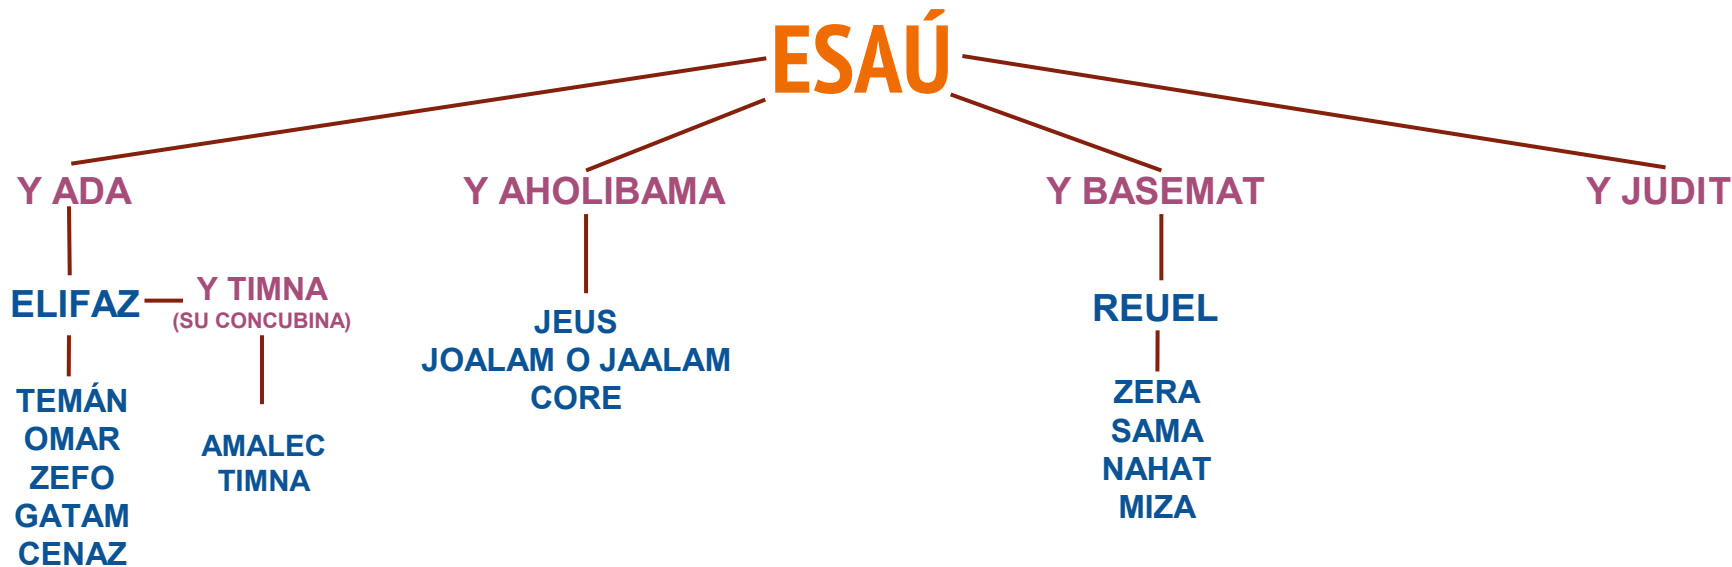 ESAÚ
Y ADA
Y AHOLIBAMA
Y BASEMAT
Y JUDIT
ELIFAZ
Y TIMNA
(SU CONCUBINA)
TEMÁN
OMAR
ZEFO
GATAM
CENAZ
AMALEC
TIMNA
JEUS
JOALAM O JAALAM
CORE
REUEL
ZERA
SAMA
NAHAT
MIZA